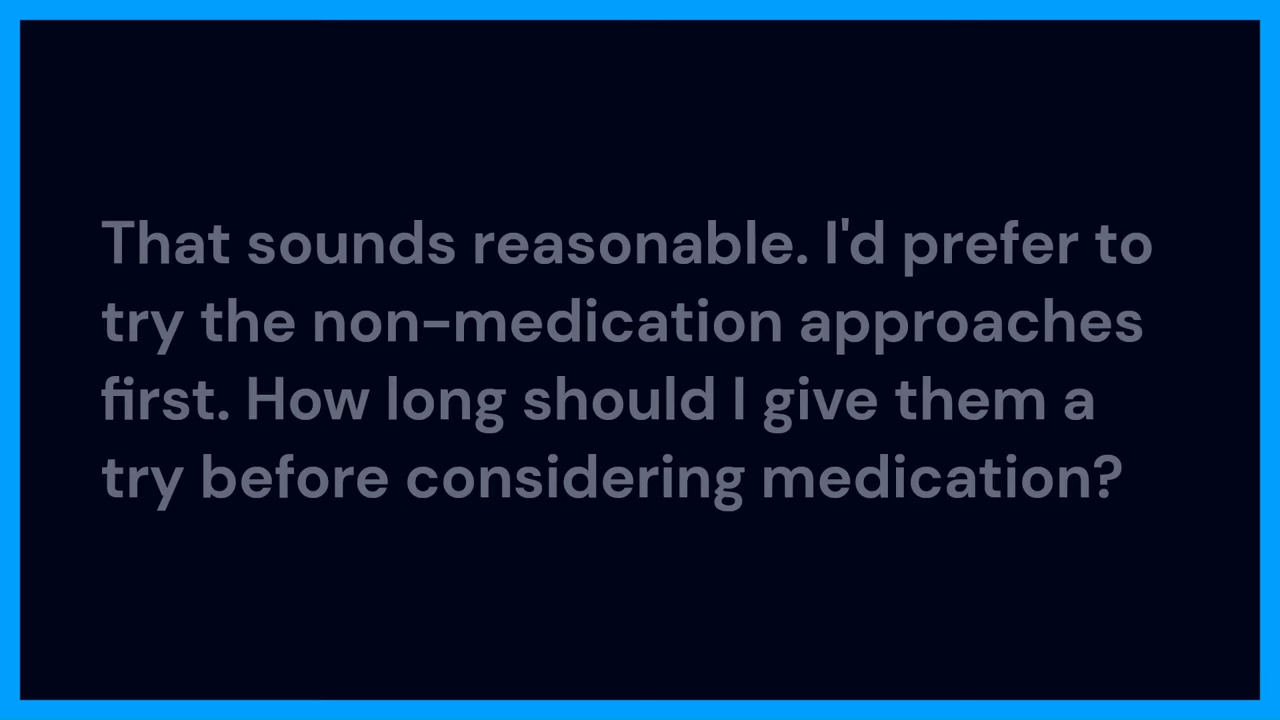 That sounds reasonable. I'd prefer to
try the non-medication approaches
first. How long should I give them a
try before considering medication?